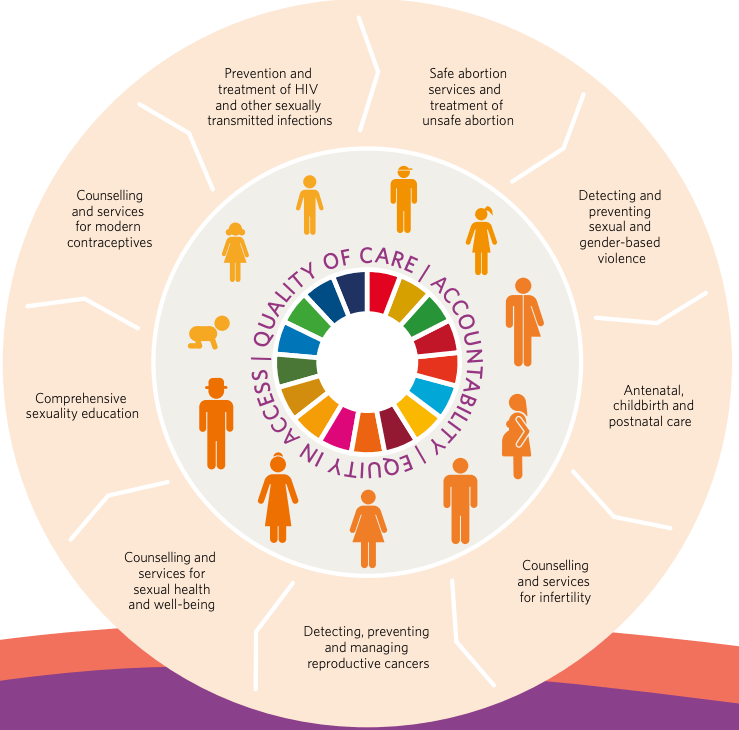 Prevention and
treatment of HIV
and other sexually
transmitted infections
Safe abortion
services and
treatment of
unsafe abortion
Detecting and
preventing
sexual and
gender-based
violence
Antenatal,
childbirth and
postnatal care
Counselling
and services
for infertility
Detecting, preventing
and managing
reproductive cancers
Counselling and
services for
sexual health
and well-being
Comprehensive
sexuality education
Counselling
and services
for modern
contraceptives
QUALITY OF CARE | ACCOUNTABILITY | EQUITY IN ACCESS |